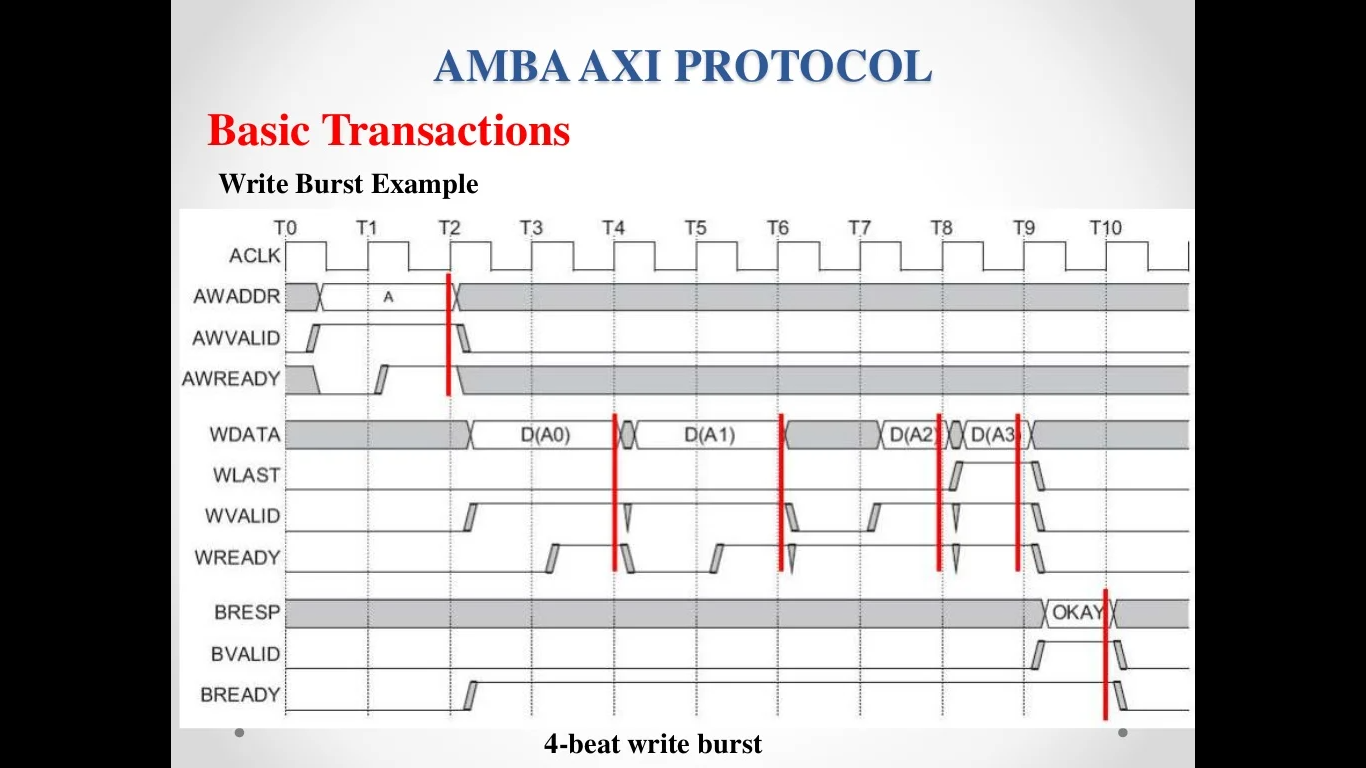 AMBA AXI PROTOCOL
Basic Transactions
Write Burst Example
T0 T1 T2 T3 T4 T5 T6 T7 T8 T9 T10
ACLK
AWADDR A
AWVALID
AWREADY
WDATA D(A0) D(A1) D(A2) D(A3
WLAST
WVALID
WREADY
BRESP OKAY
BVALID
BREADY
4-beat write burst